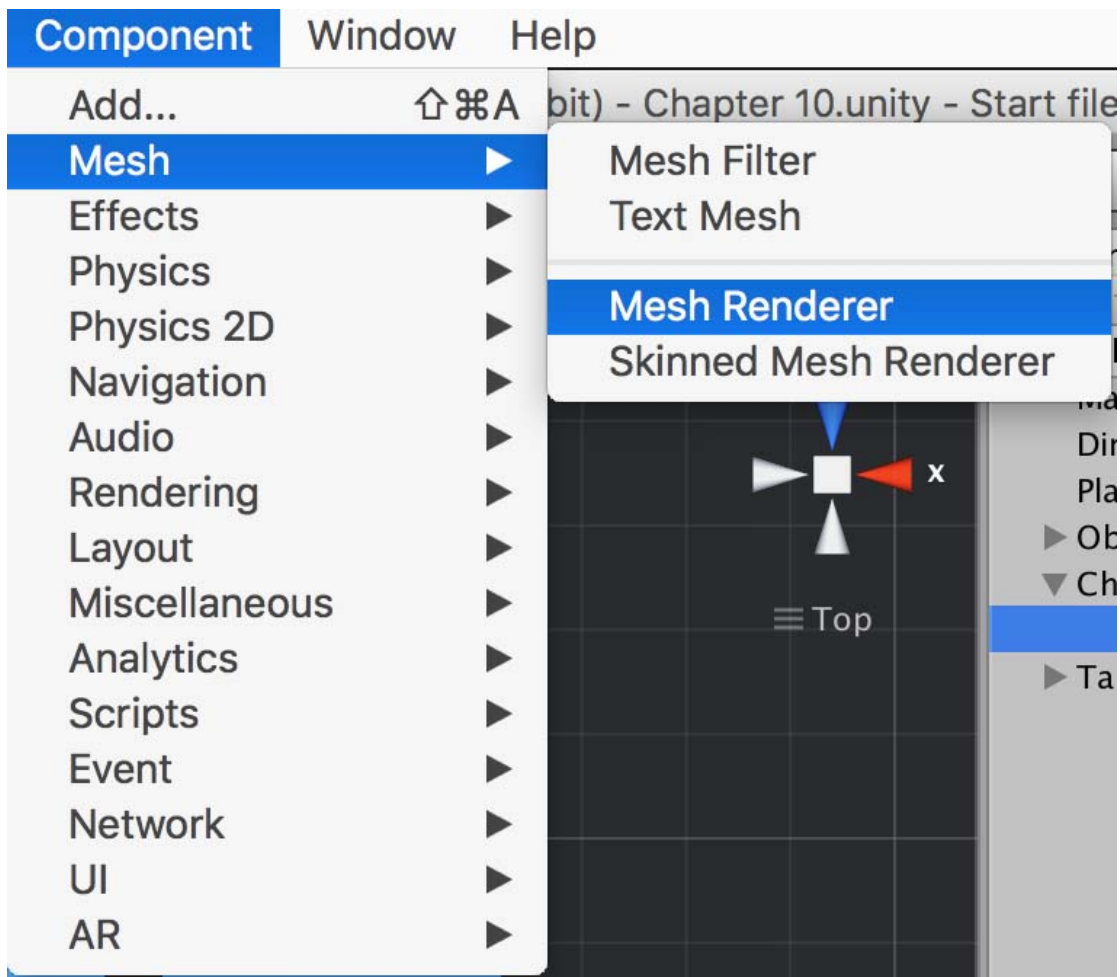 Component Window Help
Add... ⇧⌘A
bit) - Chapter 10.unity - Start file
Mesh
Mesh Filter
Effects
Text Mesh
Physics
Mesh Renderer
Physics 2D
Skinned Mesh Renderer
Navigation
Audio
Rendering
x
Layout
Miscellaneous
Top
Analytics
Scripts
Event
Network
UI
AR